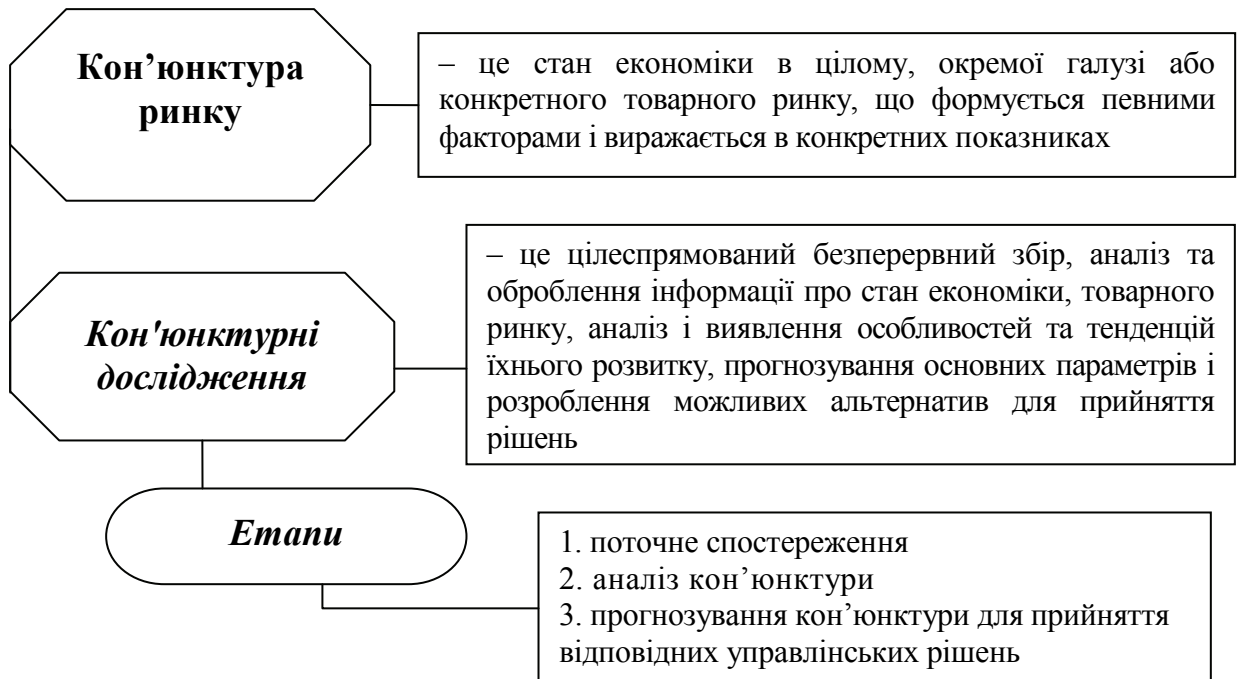 Кон’юнктура
ринку
– це стан економіки в цілому, окремої галузі або
конкретного товарного ринку, що формується певними
факторами і виражається в конкретних показниках
Кон'юнктурні
дослідження
– це цілеспрямований безперервний збір, аналіз та
оброблення інформації про стан економіки, товарного
ринку, аналіз і виявлення особливостей та тенденцій
їхнього розвитку, прогнозування основних параметрів і
розроблення можливих альтернатив для прийняття
рішень
Етапи
1. поточне спостереження
2. аналіз кон’юнктури
3. прогнозування кон’юнктури для прийняття
відповідних управлінських рішень